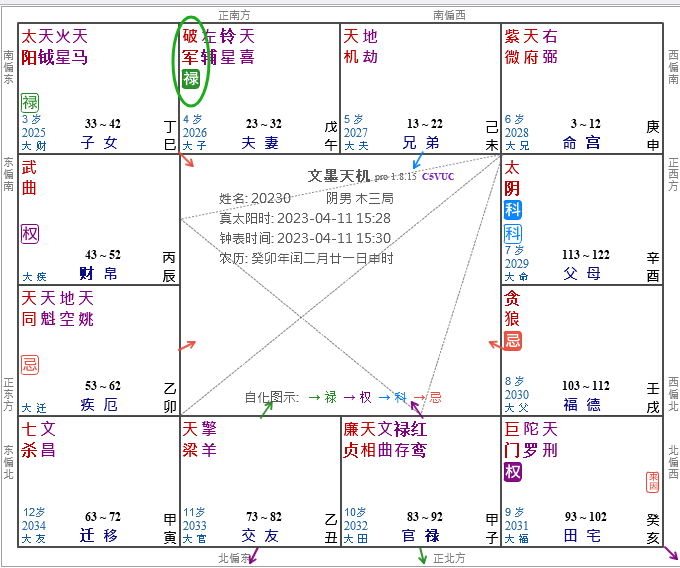 正南方
南偏西
南偏东
东偏南
正东方
东偏北
西偏南
正西方
西偏北
北偏西
太天火天
阳钺星马
禄
3岁
2025
大财
33~42
子女
丁
巳
破左铃天
军辅星喜
禄
4岁
2026
大子
23~32
夫妻
戊
午
天地
机劫
5岁
2027
大夫
13~22
兄弟
己
未
紫天右
微府弼
6岁
2028
大兄
3~12
命宫
庚
申
武
曲
权
大疾
43~52
财帛
丙
辰
文墨天机 pro 1.8.15 C5VUC
姓名: 20230 阴男 木三局
真太阳时: 2023-04-11 15:28
钟表时间: 2023-04-11 15:30
农历: 癸卯年闰二月廿一日申时
自化图示: →禄 →权 →科 →忌
太
阴
科
科
7岁
2029
大命
113~122
父母
辛
酉
天天地天
同魁空姚
忌
大迁
53~62
疾厄
乙
卯
贪
狼
忌
8岁
2030
大父
103~112
福德
壬
戌
七文
杀昌
12岁
2034
大友
63~72
迁移
甲
寅
天擎
梁羊
11岁
2033
大官
73~82
交友
乙
丑
廉天文禄红
贞相曲存鸾
10岁
2032
大田
83~92
官禄
甲
子
巨陀天
门罗刑
权
来因
9岁
2031
大福
93~102
田宅
癸
亥
北偏东
正北方